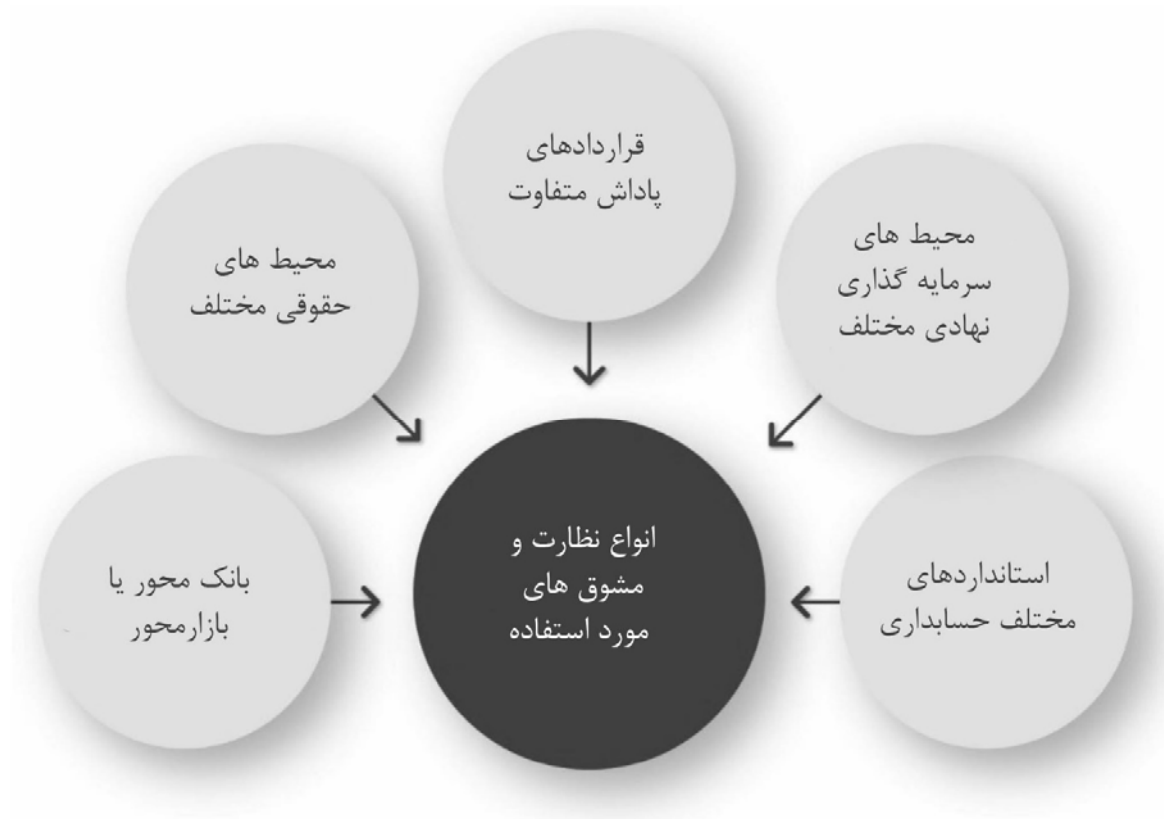 قراردادهای
پاداش متفاوت
محیط های
سرمایه گذاری
نهادی مختلف
محیط های
حقوقی مختلف
استانداردهای
مختلف حسابداری
انواع نظارت و
مشوق های
مورد استفاده
بانک محور یا
بازارمحور